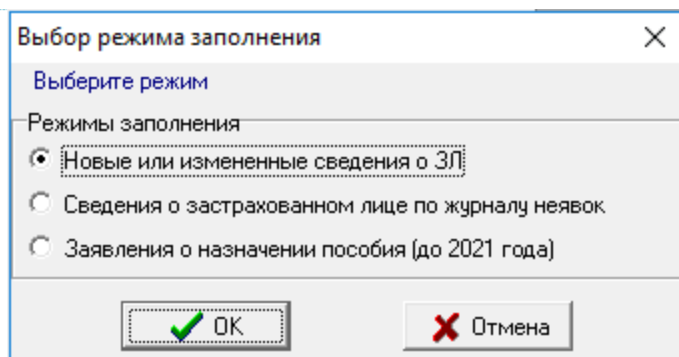 Выбор режима заполнения
Выберите режим
Режимы заполнения
Новые или измененные сведения о ЗЛ
Сведения о застрахованном лице по журналу неявок
Заявления о назначении пособия (до 2021 года)
OK
Отмена